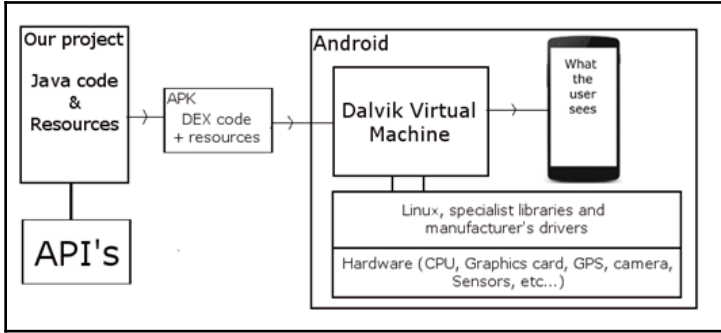 Our project
Java code
&
Resources
API's
APK
DEX code
+ resources
Android
Dalvik Virtual
Machine
What
the
user
sees
Linux, specialist libraries and
manufacturer's drivers
Hardware (CPU, Graphics card, GPS, camera,
Sensors, etc...)